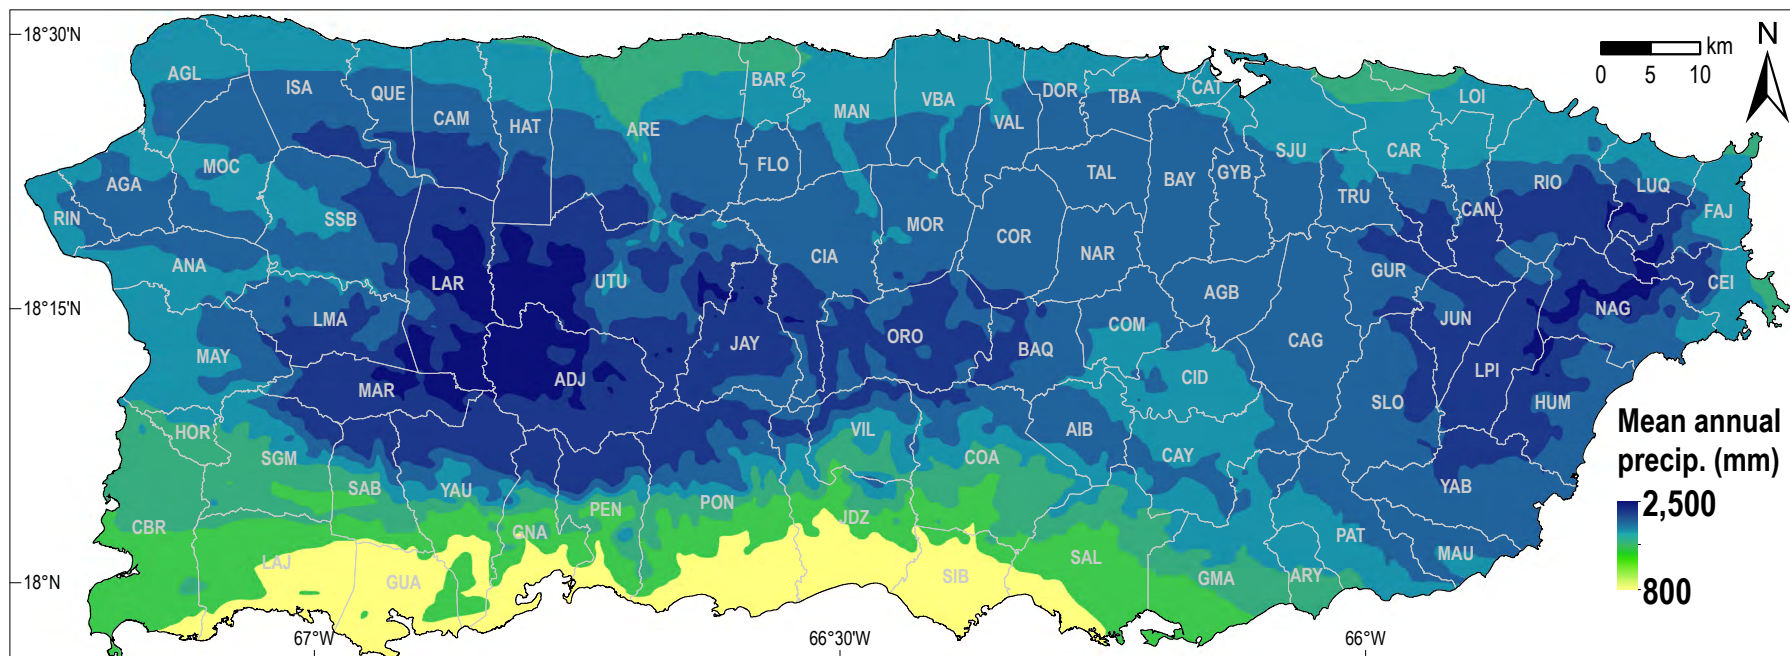 18°30'N
N
km
0 5 10
AGL
ISA
QUE
CAM
HAT
ARE
BAR
MAN
VBA
VAL
DOR
TBA
CAT
LOI
MOC
AGA
RIN
SSB
FLO
TAL
BAY
GYB
SJU
CAR
TRU
CAN
RIO
LUQ
FAJ
ANA
CIA
MOR
COR
NAR
LAR
UTU
GUR
CEI
18°15'N
LMA
AGB
NAG
MAY
JAY
ORO
BAQ
COM
CAG
JUN
MAR
ADJ
CID
SLO
LPI
HUM
HOR
SGM
VIL
AIB
Mean annual
precip. (mm)
SAB
YAU
PEN
PON
COA
CAY
YAB
2,500
CBR
GNA
JDZ
PAT
LAJ
GUA
SIB
SAL
GMA
ARY
MAU
18°N
800
67°W
66°30'W
66°W